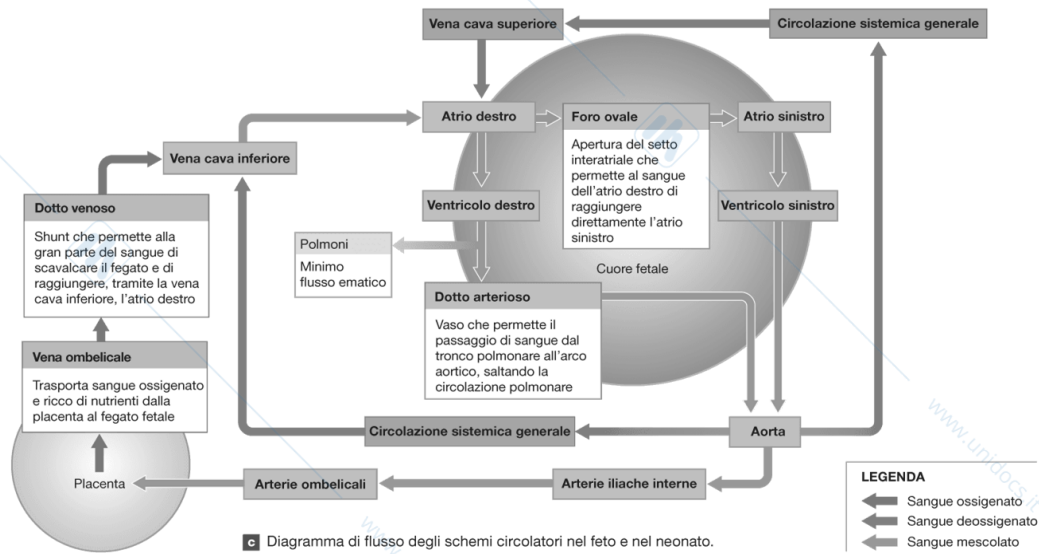 Vena cava superiore
Circolazione sistemica generale
Atrio destro
Foro ovale
Apertura del setto
interatriale che
permette al sangue
dell'atrio destro di
raggiungere
direttamente l'atrio
sinistro
Atrio sinistro
Vena cava inferiore
Dotto venoso
Shunt che permette alla
gran parte del sangue di
scavalcare il fegato e di
raggiungere, tramite la vena
cava inferiore, l'atrio destro
Ventricolo destro
Ventricolo sinistro
Polmoni
Minimo
flusso ematico
Cuore fetale
Dotto arterioso
Vaso che permette il
passaggio di sangue dal
tronco polmonare all'arco
aortico, saltando la
circolazione polmonare
Vena ombelicale
Trasporta sangue ossigenato
e ricco di nutrienti dalla
placenta al fegato fetale
Circolazione sistemica generale
Aorta
Placenta
Arterie ombelicali
Arterie iliache interne
LEGENDA
Sangue ossigenato
Sangue deossigenato
Sangue mescolato
c Diagramma di flusso degli schemi circolatori nel feto e nel neonato.
www.unidocs.it
www.